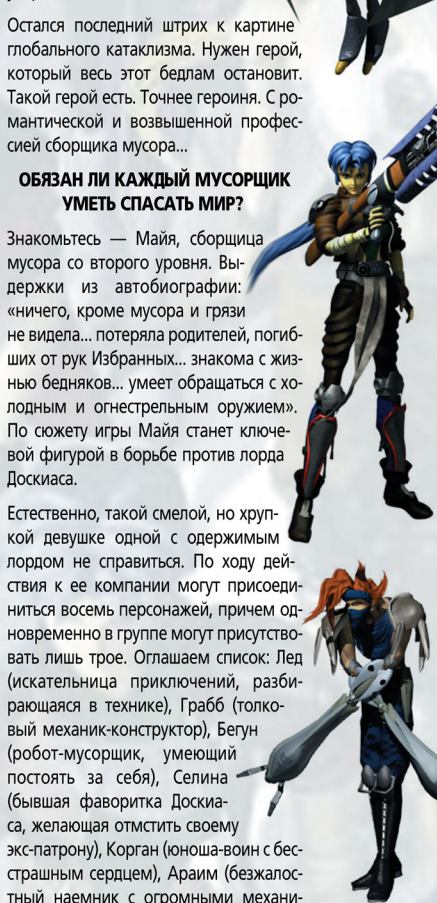 Остался последний штрих к картине
глобального катаклизма. Нужен герой,
который весь этот бедлам остановит.
Такой герой есть. Точнее героиня. С ро-
мантической и возвышенной профес-
сией сборщика мусора...
ОБЯЗАН ЛИ КАЖДЫЙ МУСОРЩИК
УМЕТЬ СПАСАТЬ МИР?
Знакомьтесь — Майя, сборщица
мусора со второго уровня. Вы-
держки из автобиографии:
«ничего, кроме мусора и грязи
не видела... потеряла родителей, погиб-
ших от рук Избранных... знакома с жиз-
нью бедняков... умеет обращаться с хо-
лодным и огнестрельным оружием».
По сюжету игры Майя станет ключе-
вой фигурой в борьбе против лорда
Доскиаса.
Естественно, такой смелой, но хруп-
кой девушке одной с одержимым
лордом не справиться. По ходу дей-
ствия к ее компании могут присоеди-
ниться восемь персонажей, причем од-
новременно в группе могут присутство-
вать лишь трое. Оглашаем список: Лед
(искательница приключений, разби-
рающаяся в технике), Грабб (толко-
вый механик-конструктор), Бегун
(робот-мусорщик, умеющий
постоять за себя), Селина
(бывшая фаворитка Доскиа-
са, желающая отмстить своему
экс-патрону), Корган (юноша-воин с бес-
страшным сердцем), Араим (безжалос-
тный наемник с огромными механи-